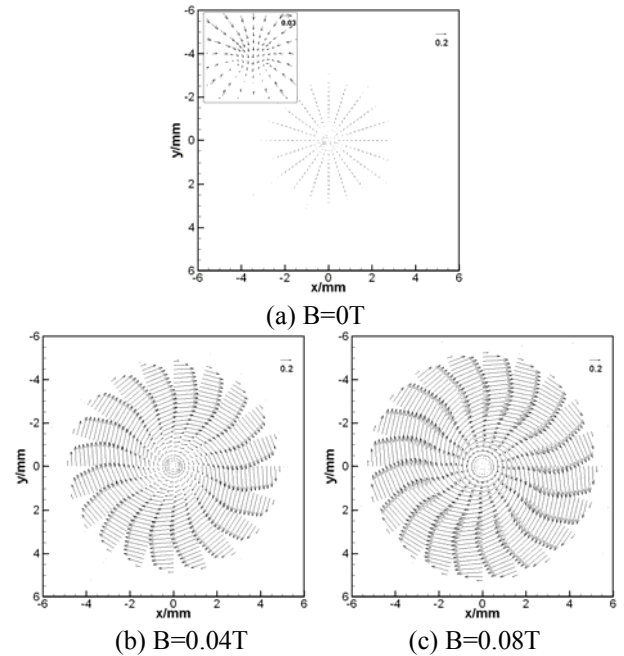 -6
0.03
0.2
-4
-2
y/mm
0
2
4
6
-6 -4 -2 0 2 4 6
x/mm
(a) B=0T
-6 -6
0.2 0.2
-4 -4
-2 -2
y/mm y/mm
0 0
2 2
4 4
6 6
-6 -4 -2 0 2 4 6 -6 -4 -2 0 2 4 6
x/mm x/mm
(b) B=0.04T (c) B=0.08T